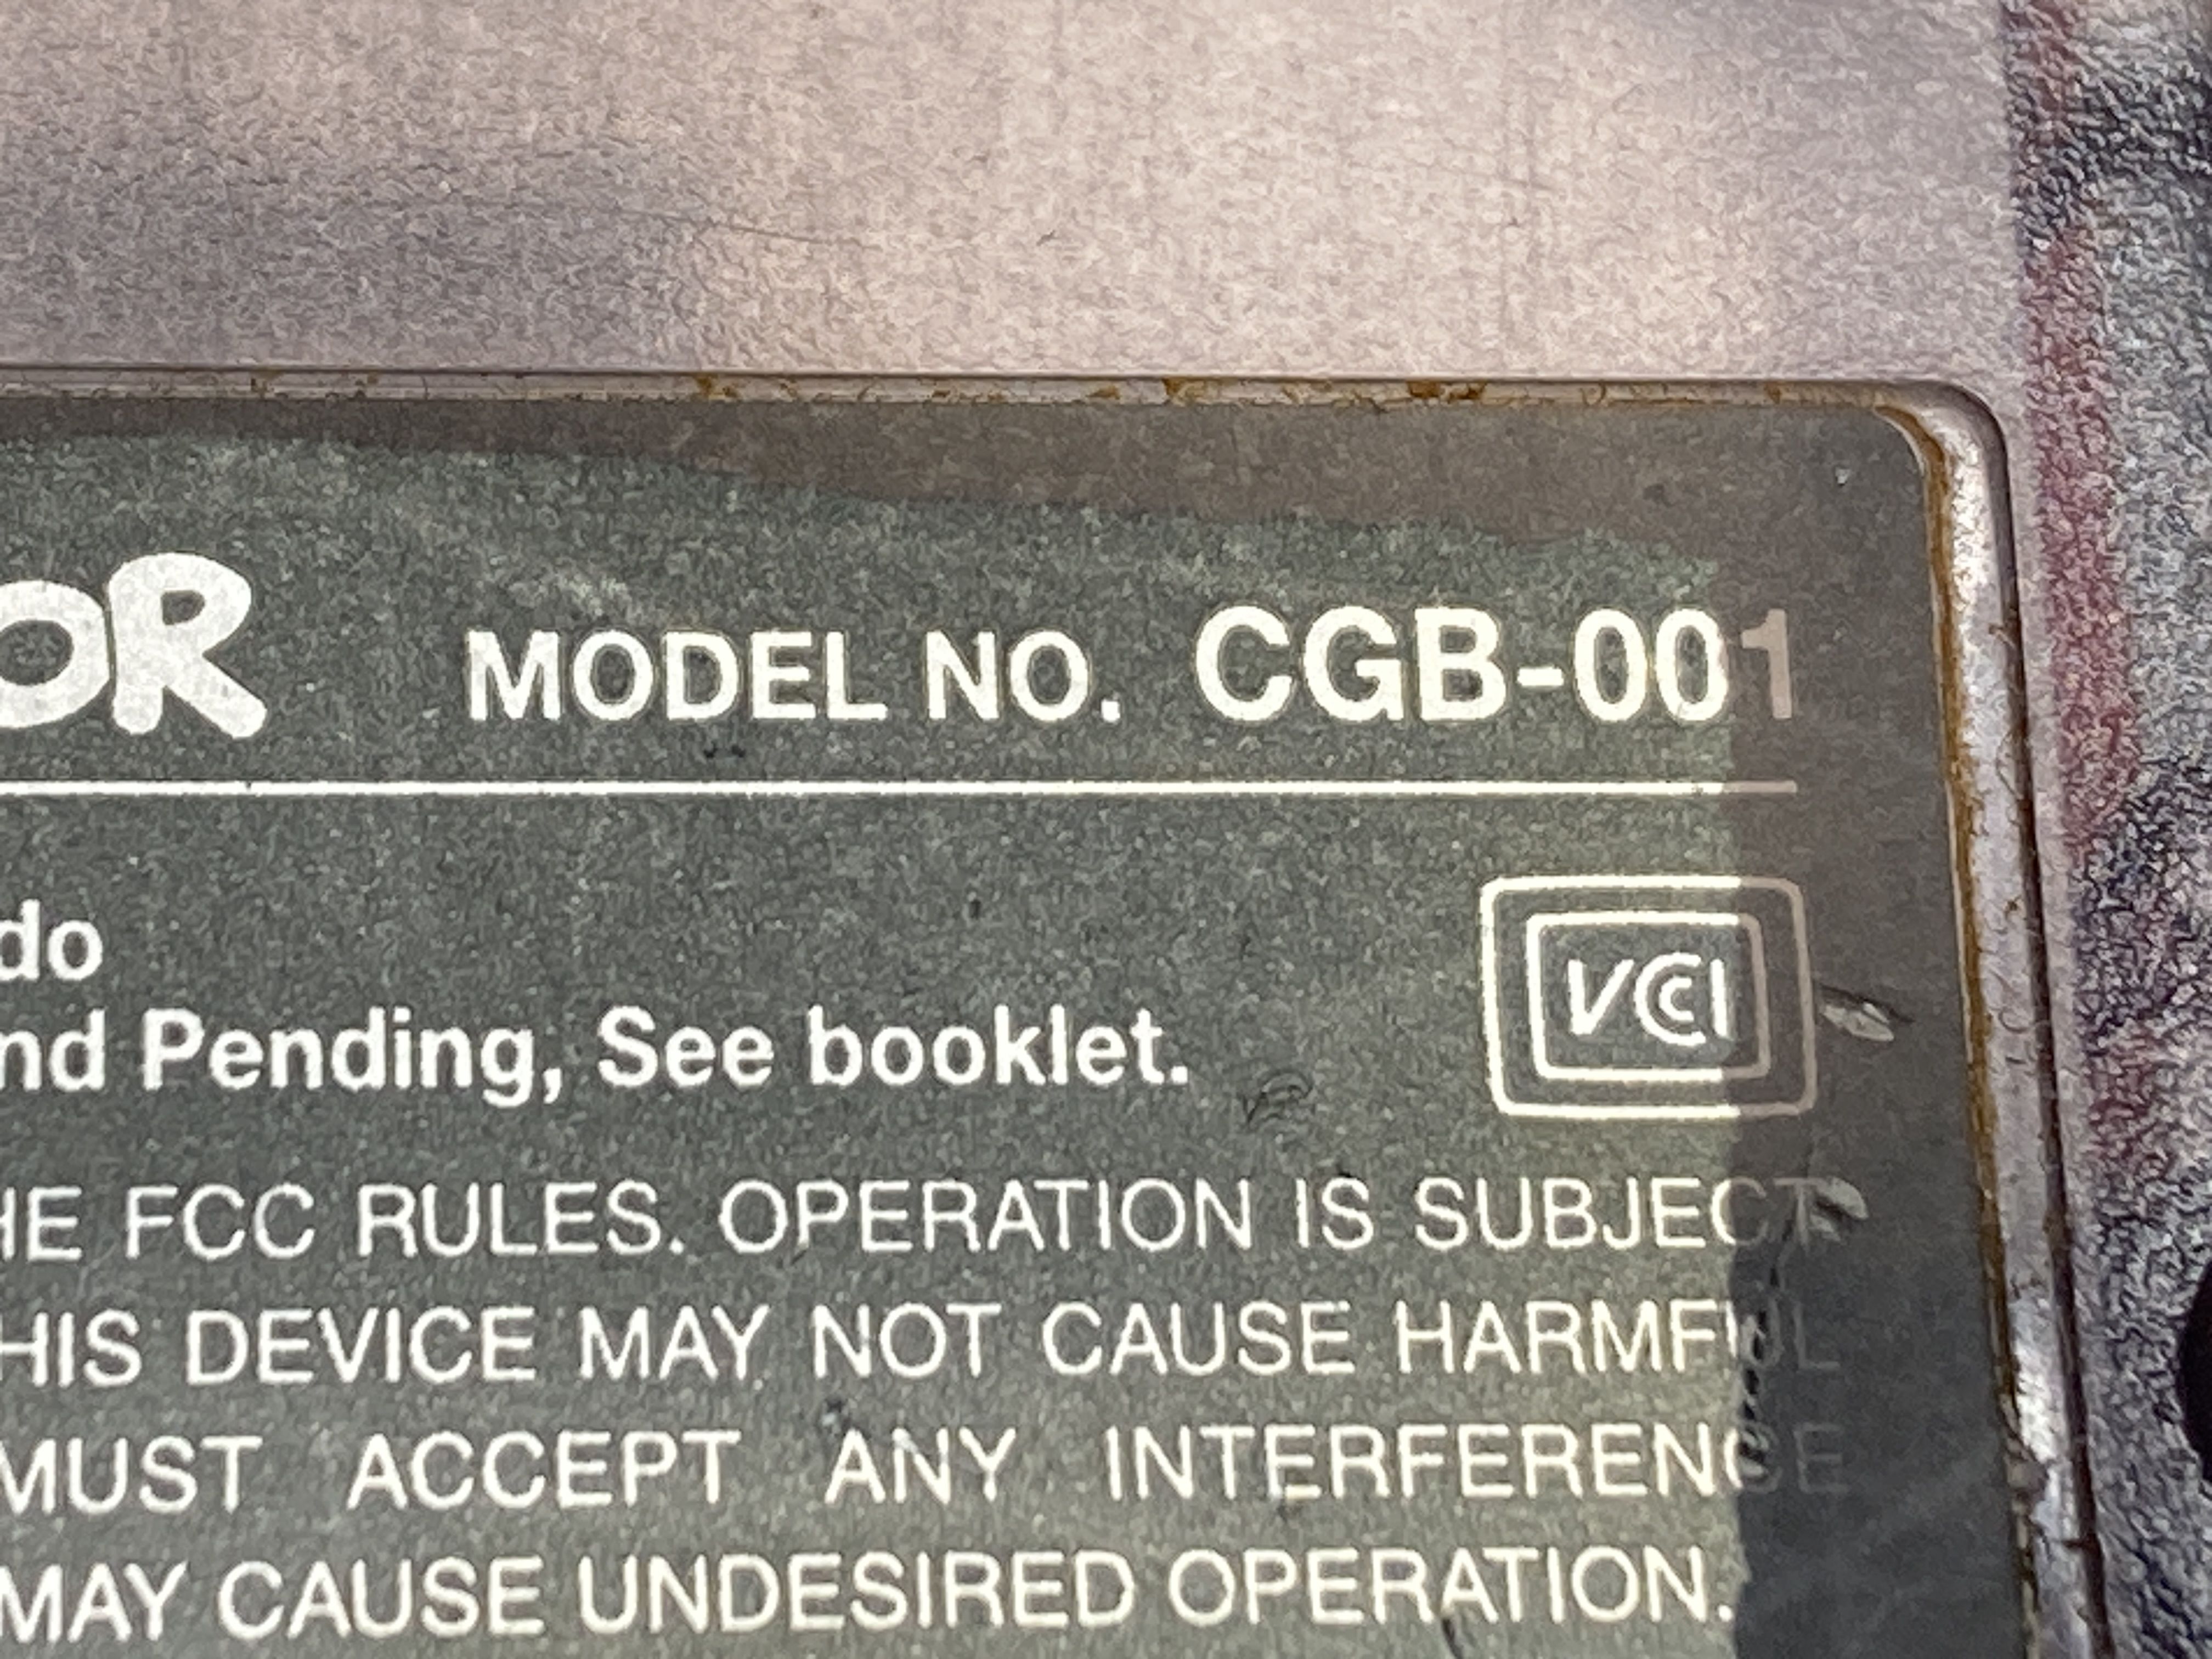 OR MODEL NO. CGB-001
do
VCCI
nd Pending, See booklet.
HE FCC RULES. OPERATION IS SUBJECT
HIS DEVICE MAY NOT CAUSE HARMFUL
MUST ACCEPT ANY INTERFERENCE
MAY CAUSE UNDESIRED OPERATION.